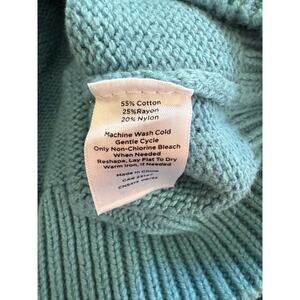 55% Cotton
25%Rayon
20% Nylon
Machine Wash Cold
Gentle Cycle
Only Non-Chlorine Bleach
When Needed
Reshape, Lay Flat To Dry
Warm Iron, If Needed
Made in China